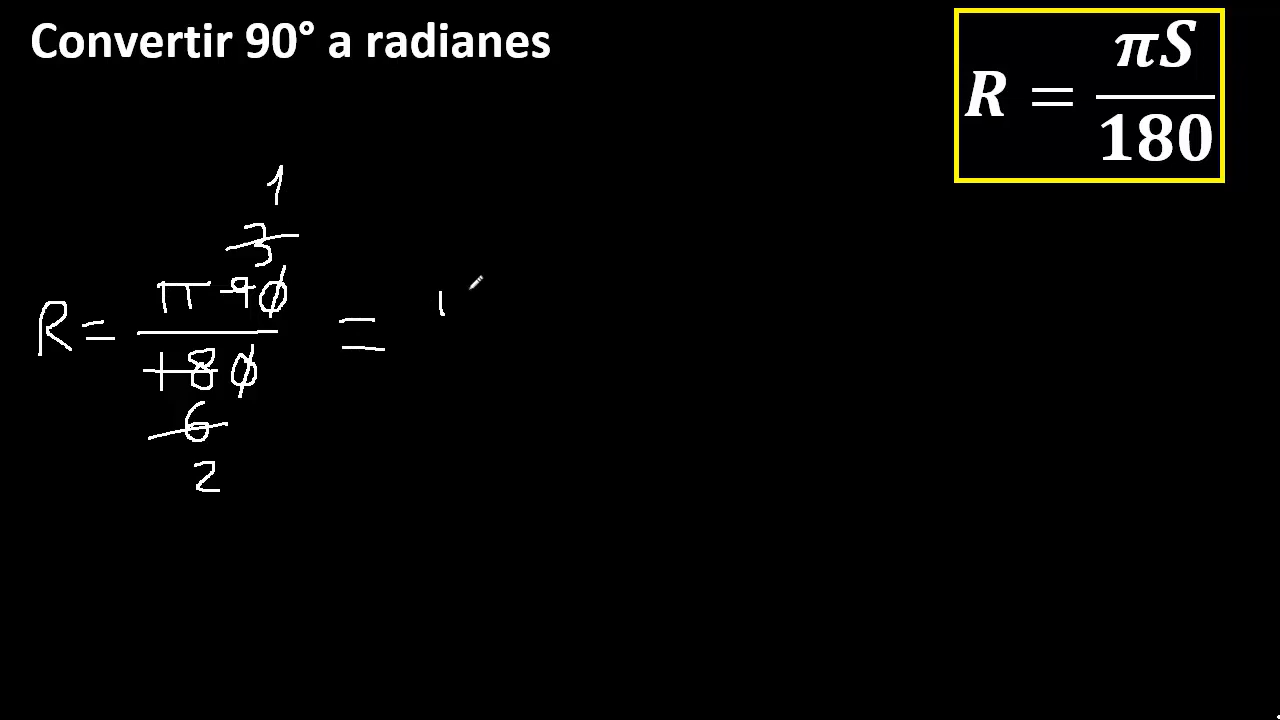 Convertir 90° a radianes
R = πS
180
1
3
R = π 90 =
180
6
2